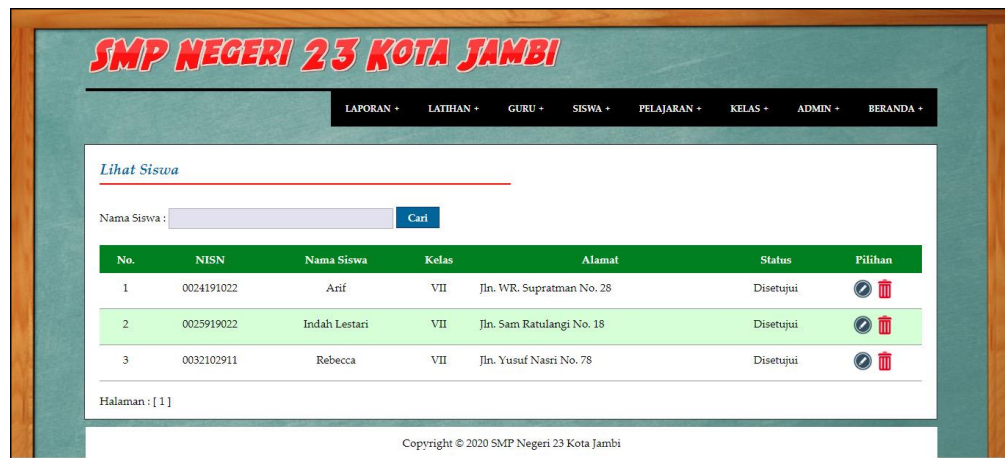 SMP NEGERI 23 KOTA JAMBI
LAPORAN + LATIHAN + GURU + SISWA + PELAJARAN + KELAS + ADMIN + BERANDA +
Lihat Siswa
Nama Siswa : Cari
No. NISN Nama Siswa Kelas Alamat Status Pilihan
1 0024191022 Arif VII Jln. WR. Supratman No. 28 Disetujui
2 0025919022 Indah Lestari VII Jln. Sam Ratulangi No. 18 Disetujui
3 0032102911 Rebecca VII Jln. Yusuf Nasri No. 78 Disetujui
Halaman : [ 1 ]
Copyright © 2020 SMP Negeri 23 Kota Jambi